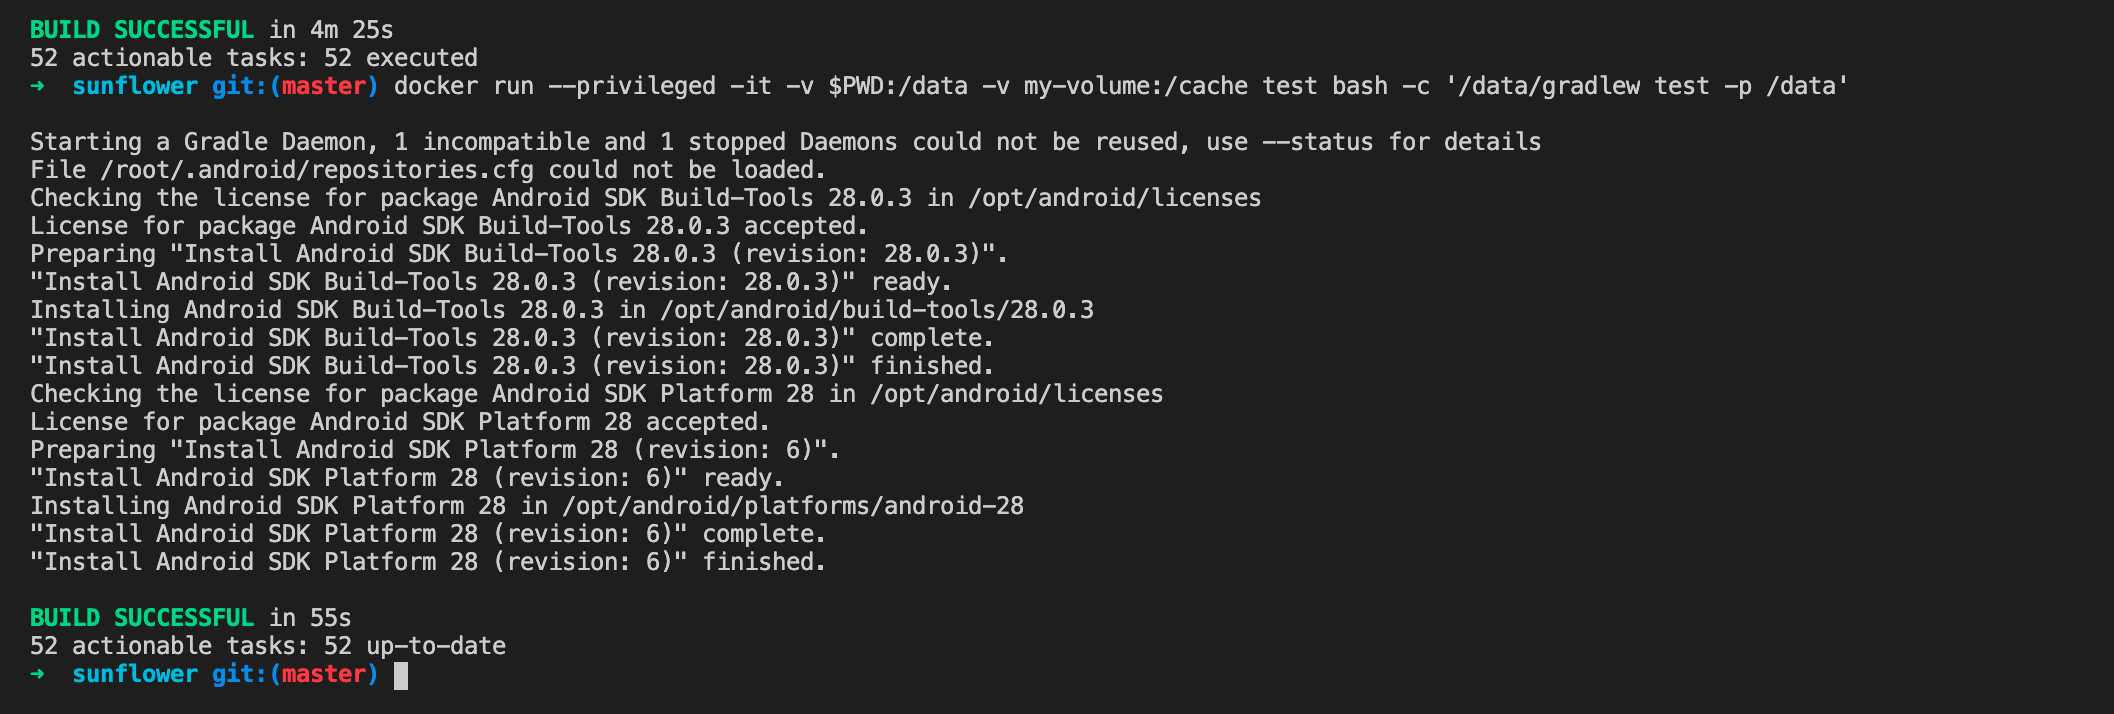 BUILD SUCCESSFUL in 4m 25s
52 actionable tasks: 52 executed
➜  sunflower git:(master) docker run --privileged -it -v $PWD:/data -v my-volume:/cache test bash -c '/data/gradlew test -p /data'
Starting a Gradle Daemon, 1 incompatible and 1 stopped Daemons could not be reused, use --status for details
File /root/.android/repositories.cfg could not be loaded.
Checking the license for package Android SDK Build-Tools 28.0.3 in /opt/android/licenses
License for package Android SDK Build-Tools 28.0.3 accepted.
Preparing "Install Android SDK Build-Tools 28.0.3 (revision: 28.0.3)".
"Install Android SDK Build-Tools 28.0.3 (revision: 28.0.3)" ready.
Installing Android SDK Build-Tools 28.0.3 in /opt/android/build-tools/28.0.3
"Install Android SDK Build-Tools 28.0.3 (revision: 28.0.3)" complete.
"Install Android SDK Build-Tools 28.0.3 (revision: 28.0.3)" finished.
Checking the license for package Android SDK Platform 28 in /opt/android/licenses
License for package Android SDK Platform 28 accepted.
Preparing "Install Android SDK Platform 28 (revision: 6)".
"Install Android SDK Platform 28 (revision: 6)" ready.
Installing Android SDK Platform 28 in /opt/android/platforms/android-28
"Install Android SDK Platform 28 (revision: 6)" complete.
"Install Android SDK Platform 28 (revision: 6)" finished.
BUILD SUCCESSFUL in 55s
52 actionable tasks: 52 up-to-date
➜  sunflower git:(master)